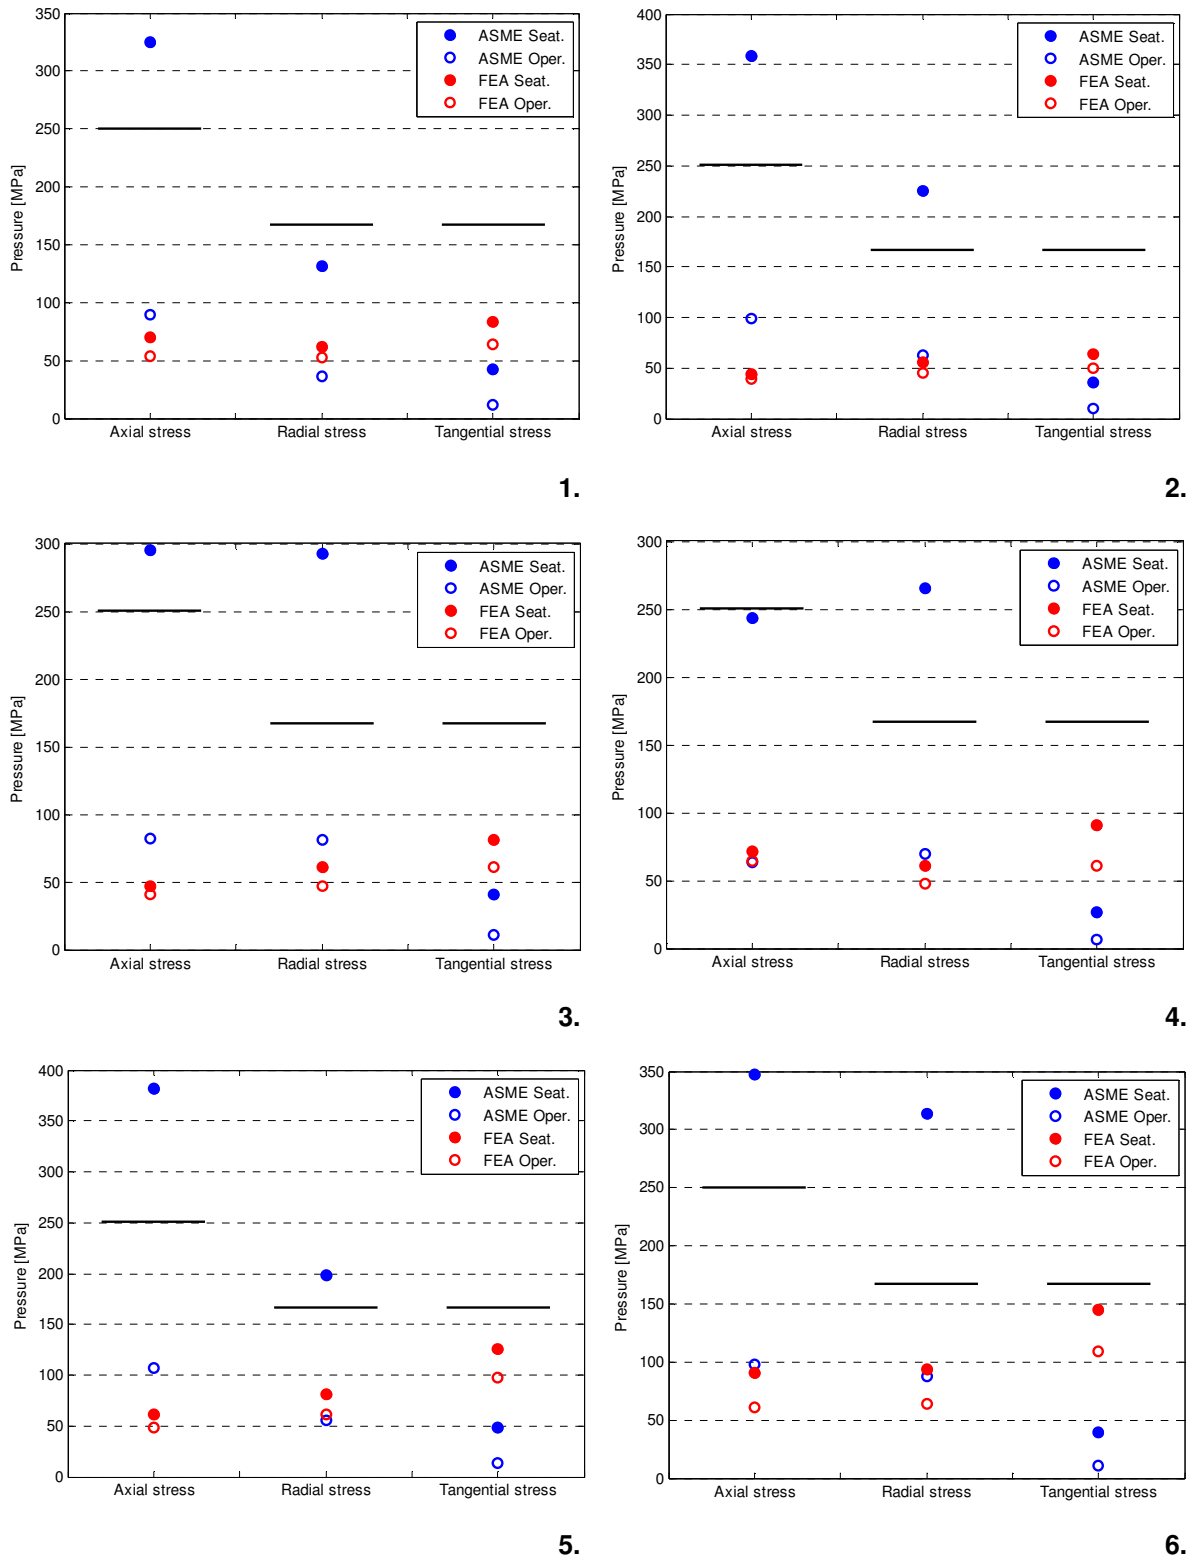 350
300
250
200
150
100
50
0
Pressure [MPa]
Axial stress
Radial stress
Tangential stress
ASME Seat.
ASME Oper.
FEA Seat.
FEA Oper.
1.
400
350
300
250
200
150
100
50
0
Pressure [MPa]
Axial stress
Radial stress
Tangential stress
ASME Seat.
ASME Oper.
FEA Seat.
FEA Oper.
2.
300
250
200
150
100
50
0
Pressure [MPa]
Axial stress
Radial stress
Tangential stress
ASME Seat.
ASME Oper.
FEA Seat.
FEA Oper.
3.
300
250
200
150
100
50
0
Pressure [MPa]
Axial stress
Radial stress
Tangential stress
ASME Seat.
ASME Oper.
FEA Seat.
FEA Oper.
4.
400
350
300
250
200
150
100
50
0
Pressure [MPa]
Axial stress
Radial stress
Tangential stress
ASME Seat.
ASME Oper.
FEA Seat.
FEA Oper.
5.
350
300
250
200
150
100
50
0
Pressure [MPa]
Axial stress
Radial stress
Tangential stress
ASME Seat.
ASME Oper.
FEA Seat.
FEA Oper.
6.